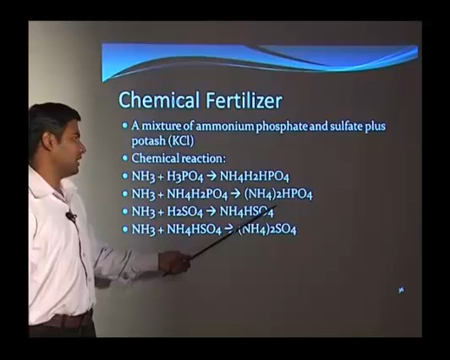 Chemical Fertilizer
• A mixture of ammonium phosphate and sulfate plus
potash (KCl)
• Chemical reaction:
• NH3 + H3PO4 → NH4H2HPO4
• NH3 + NH4H2PO4 → (NH4)2HPO4
• NH3 + H2SO4 → NH4HSO4
• NH3 + NH4HSO4 → (NH4)2SO4